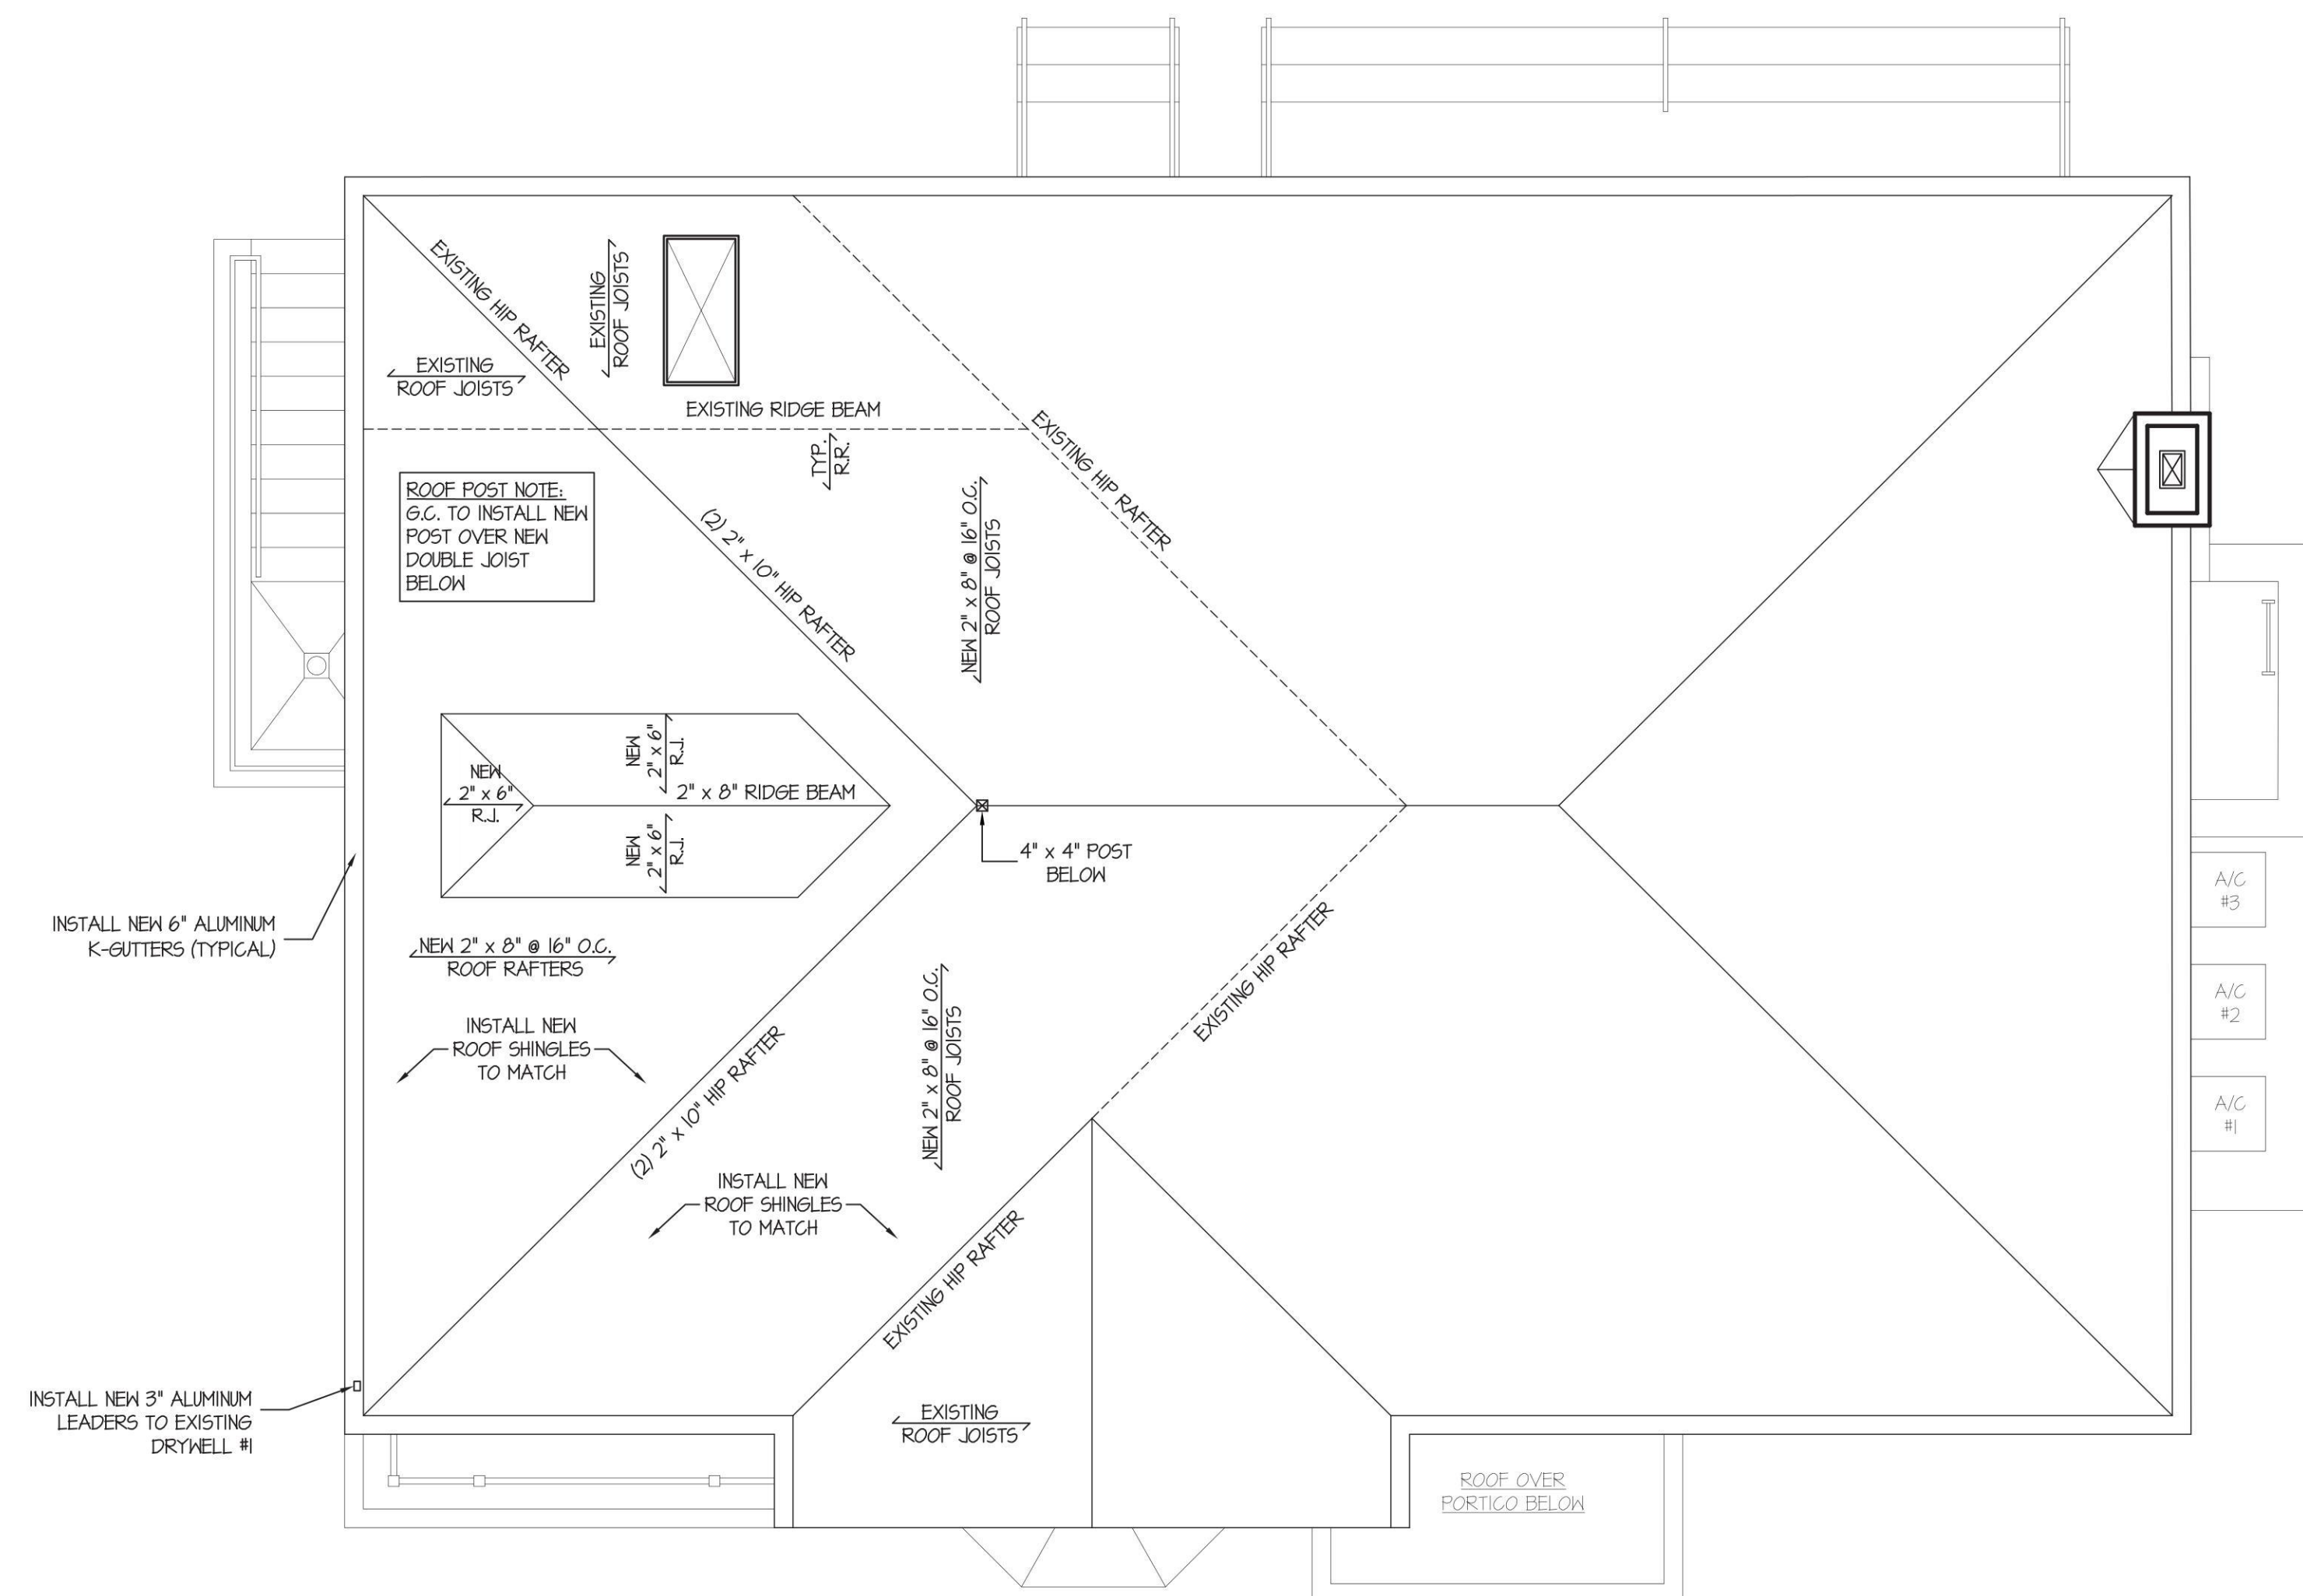 EXISTING HIP RAFTER
EXISTING
ROOF JOISTS
EXISTING
ROOF JOISTS
EXISTING RIDGE BEAM
TYP.
R.R.
EXISTING HIP RAFTER
ROOF POST NOTE:
G.C. TO INSTALL NEW
POST OVER NEW
DOUBLE JOIST
BELOW
(2) 2" x 10" HIP RAFTER
NEW 2" x 8" @ 16" O.C.
ROOF JOISTS
NEW
2" x 6"
R.J.
NEW
2" x 6"
R.J.
2" x 8" RIDGE BEAM
NEW
2" x 6"
R.J.
4" x 4" POST
BELOW
A/C
#3
INSTALL NEW 6" ALUMINUM
K-GUTTERS (TYPICAL)
NEW 2" x 8" @ 16" O.C.
ROOF RAFTERS
EXISTING HIP RAFTER
A/C
#2
INSTALL NEW
ROOF SHINGLES
TO MATCH
NEW 2" x 8" @ 16" O.C.
ROOF JOISTS
(2) 2" x 10" HIP RAFTER
A/C
#1
INSTALL NEW
ROOF SHINGLES
TO MATCH
EXISTING HIP RAFTER
INSTALL NEW 3" ALUMINUM
LEADERS TO EXISTING
DRYWELL #1
EXISTING
ROOF JOISTS
ROOF OVER
PORTICO BELOW